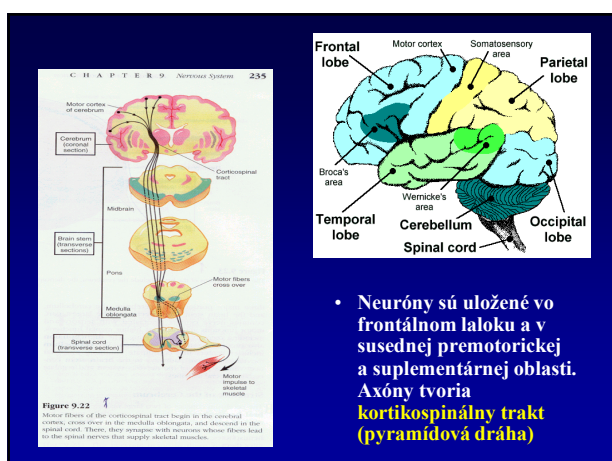 CHAPTER 9 Nervous System 235
Motor cortex
of cerebrum
Cerebrum
(coronal
section)
Corticospinal
tract
Midbrain
Brain stem
(transverse
sections)
Pons
Motor fibers
cross over
Medulla
oblongata
Spinal cord
(transverse section)
Motor
impulse to
skeletal
muscle
Figure 9.22
Motor fibers of the corticospinal tract begin in the cerebral
cortex, cross over in the medulla oblongata, and descend in the
spinal cord. There, they synapse with neurons whose fibers lead
to the spinal nerves that supply skeletal muscles.
Frontal
lobe
Motor cortex
Somatosensory
area
Parietal
lobe
Broca's
area
Wernicke's
area
Temporal
lobe
Cerebellum
Spinal cord
Occipital
lobe
• Neuróny sú uložené vo
frontálnom laloku a v
susednej premotorickej
a suplementárnej oblasti.
Axóny tvoria
kortikospinálny trakt
(pyramídová dráha)